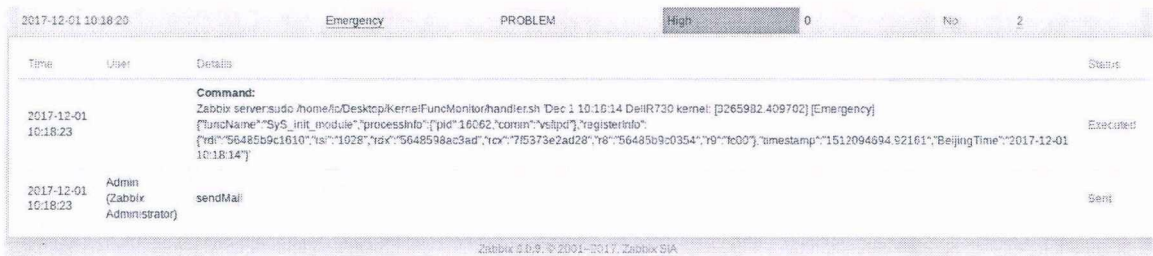 2017-12-01 10:18:20 Emergency PROBLEM High 0 No 2
Time User Details Status
Command:
2017-12-01 10:18:23
Zabbix server:sudo /home/lc/Desktop/KernelFuncMonitor/handler.sh 'Dec 1 10:18:14 DellR730 kernel: [3265982.409702] [Emergency]
{"funcName":"SyS_init_module","processInfo":{"pid":16062,"comm":"vsftpd"},"registerInfo":
{"rdi":"56485b9c1610","rsi":"1028","rdx":"5648598ac3ad","rcx":"7f5373e2ad28","r8":"56485b9c0354","r9":"fc00"},"timestamp":"1512094694.92161","BeijingTime":"2017-12-01
10:18:14"}'
Executed
2017-12-01 10:18:23
Admin (Zabbix Administrator)
sendMail
Sent
Zabbix 3.0.9. © 2001–2017, Zabbix SIA